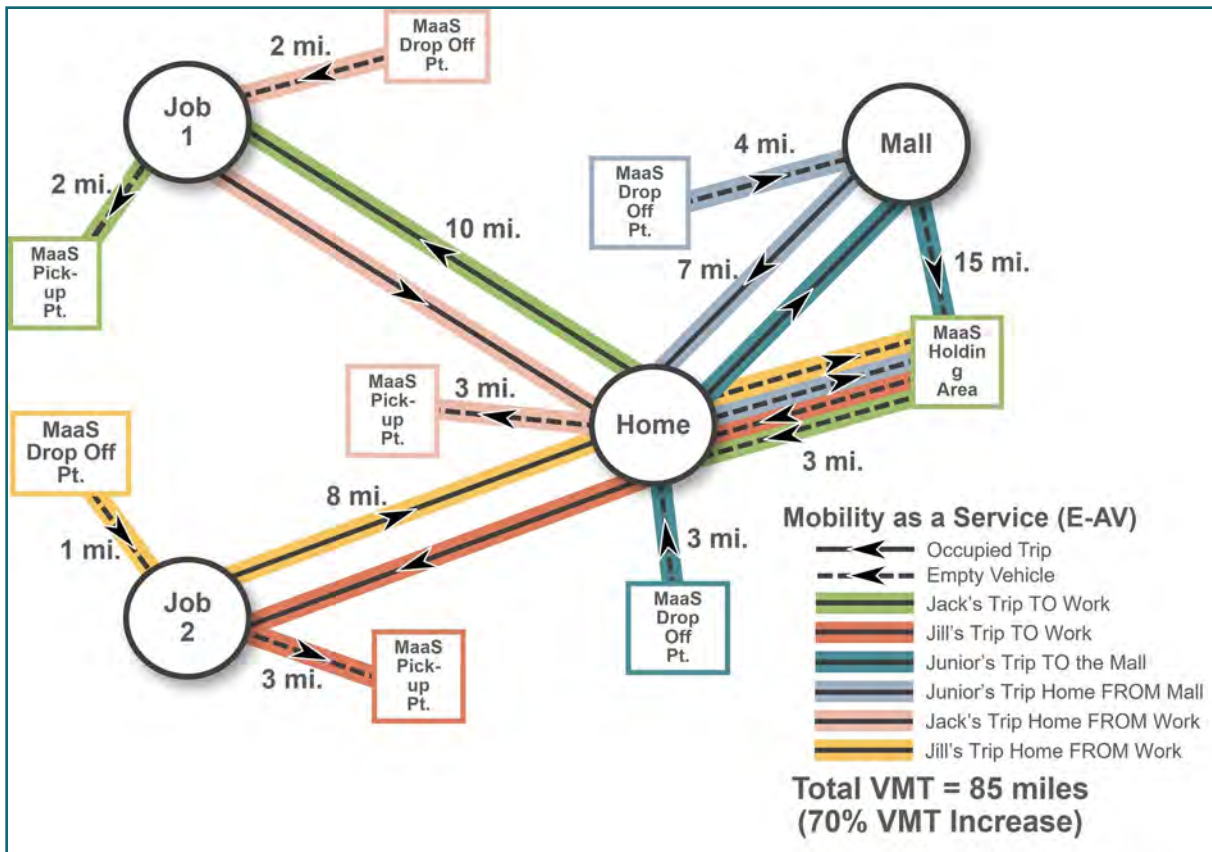 MaaS
Drop Off
Pt.
2 mi.
Job
1
2 mi.
MaaS
Pick-
up
Pt.
10 mi.
Mall
4 mi.
MaaS
Drop
Off
Pt.
7 mi.
15 mi.
MaaS
Holdin
g
Area
3 mi.
MaaS
Pick-
up
Pt.
3 mi.
Home
MaaS
Drop Off
Pt.
8 mi.
1 mi.
Job
2
3 mi.
MaaS
Pick-
up
Pt.
3 mi.
MaaS
Drop
Off
Pt.
Mobility as a Service (E-AV)
Occupied Trip
Empty Vehicle
Jack's Trip TO Work
Jill's Trip TO Work
Junior's Trip TO the Mall
Junior's Trip Home FROM Mall
Jack's Trip Home FROM Work
Jill's Trip Home FROM Work
Total VMT = 85 miles
(70% VMT Increase)